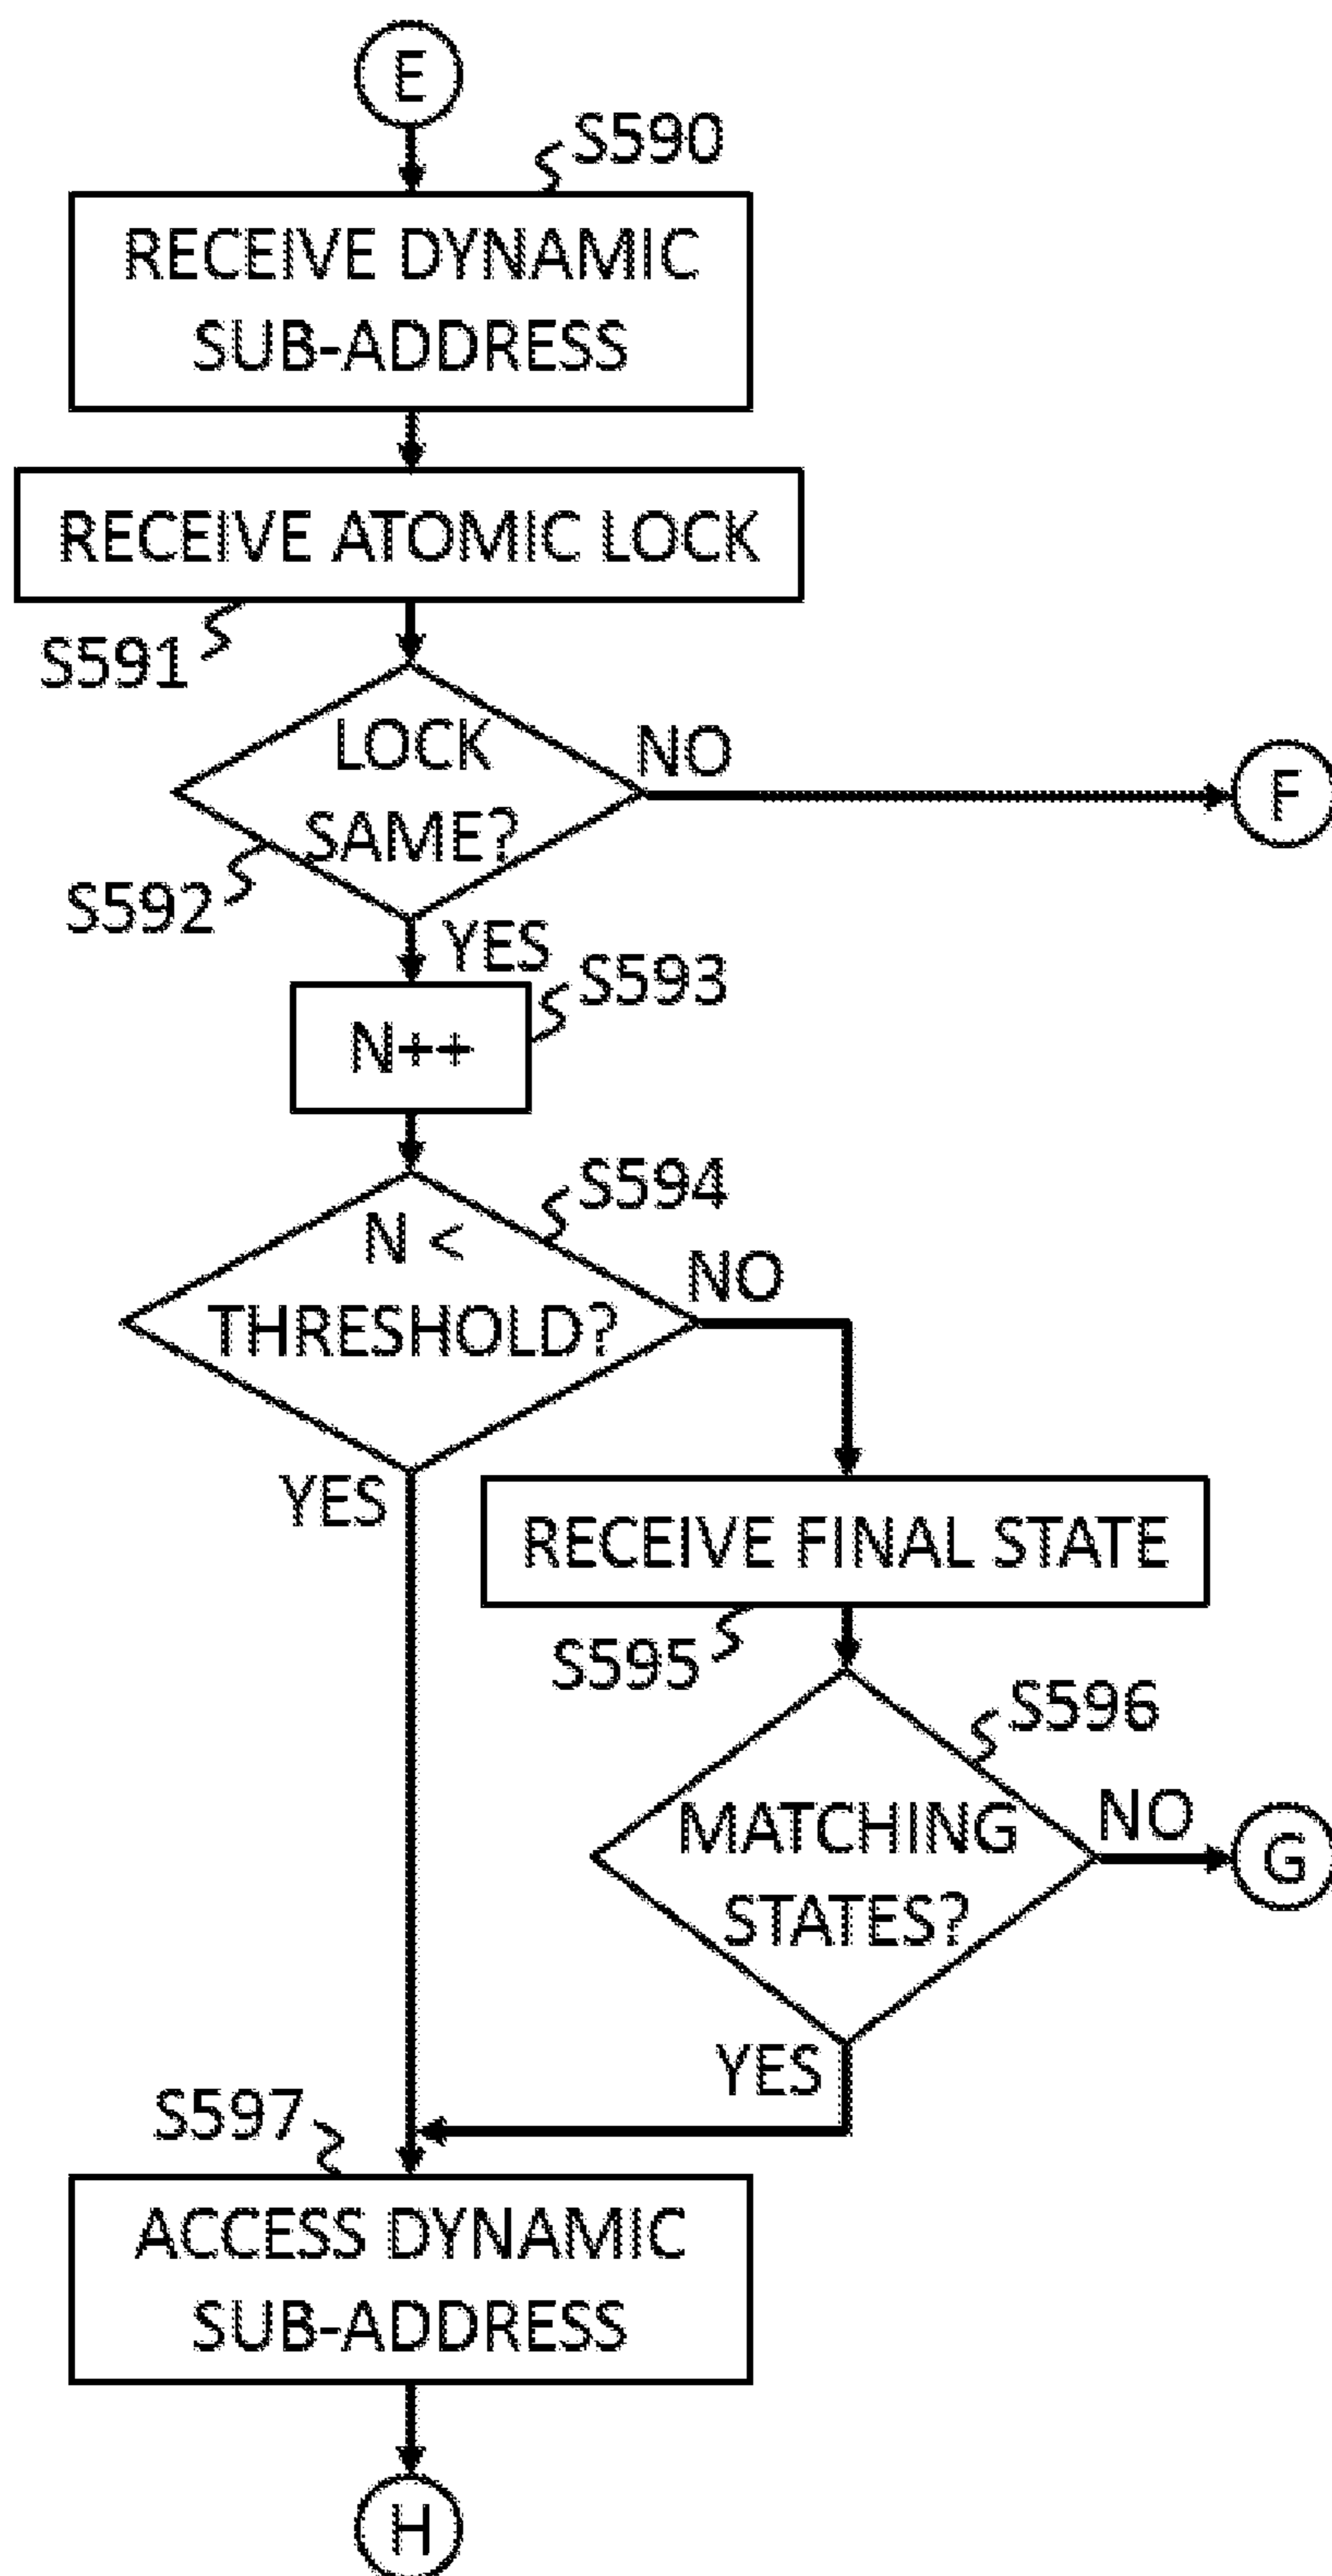 E
S590
RECEIVE DYNAMIC
SUB-ADDRESS
RECEIVE ATOMIC LOCK
S591
LOCK
SAME?
NO
F
S592
YES
S593
N++
S594
N <
THRESHOLD?
NO
YES
RECEIVE FINAL STATE
S595
S596
MATCHING
STATES?
NO
G
YES
S597
ACCESS DYNAMIC
SUB-ADDRESS
H